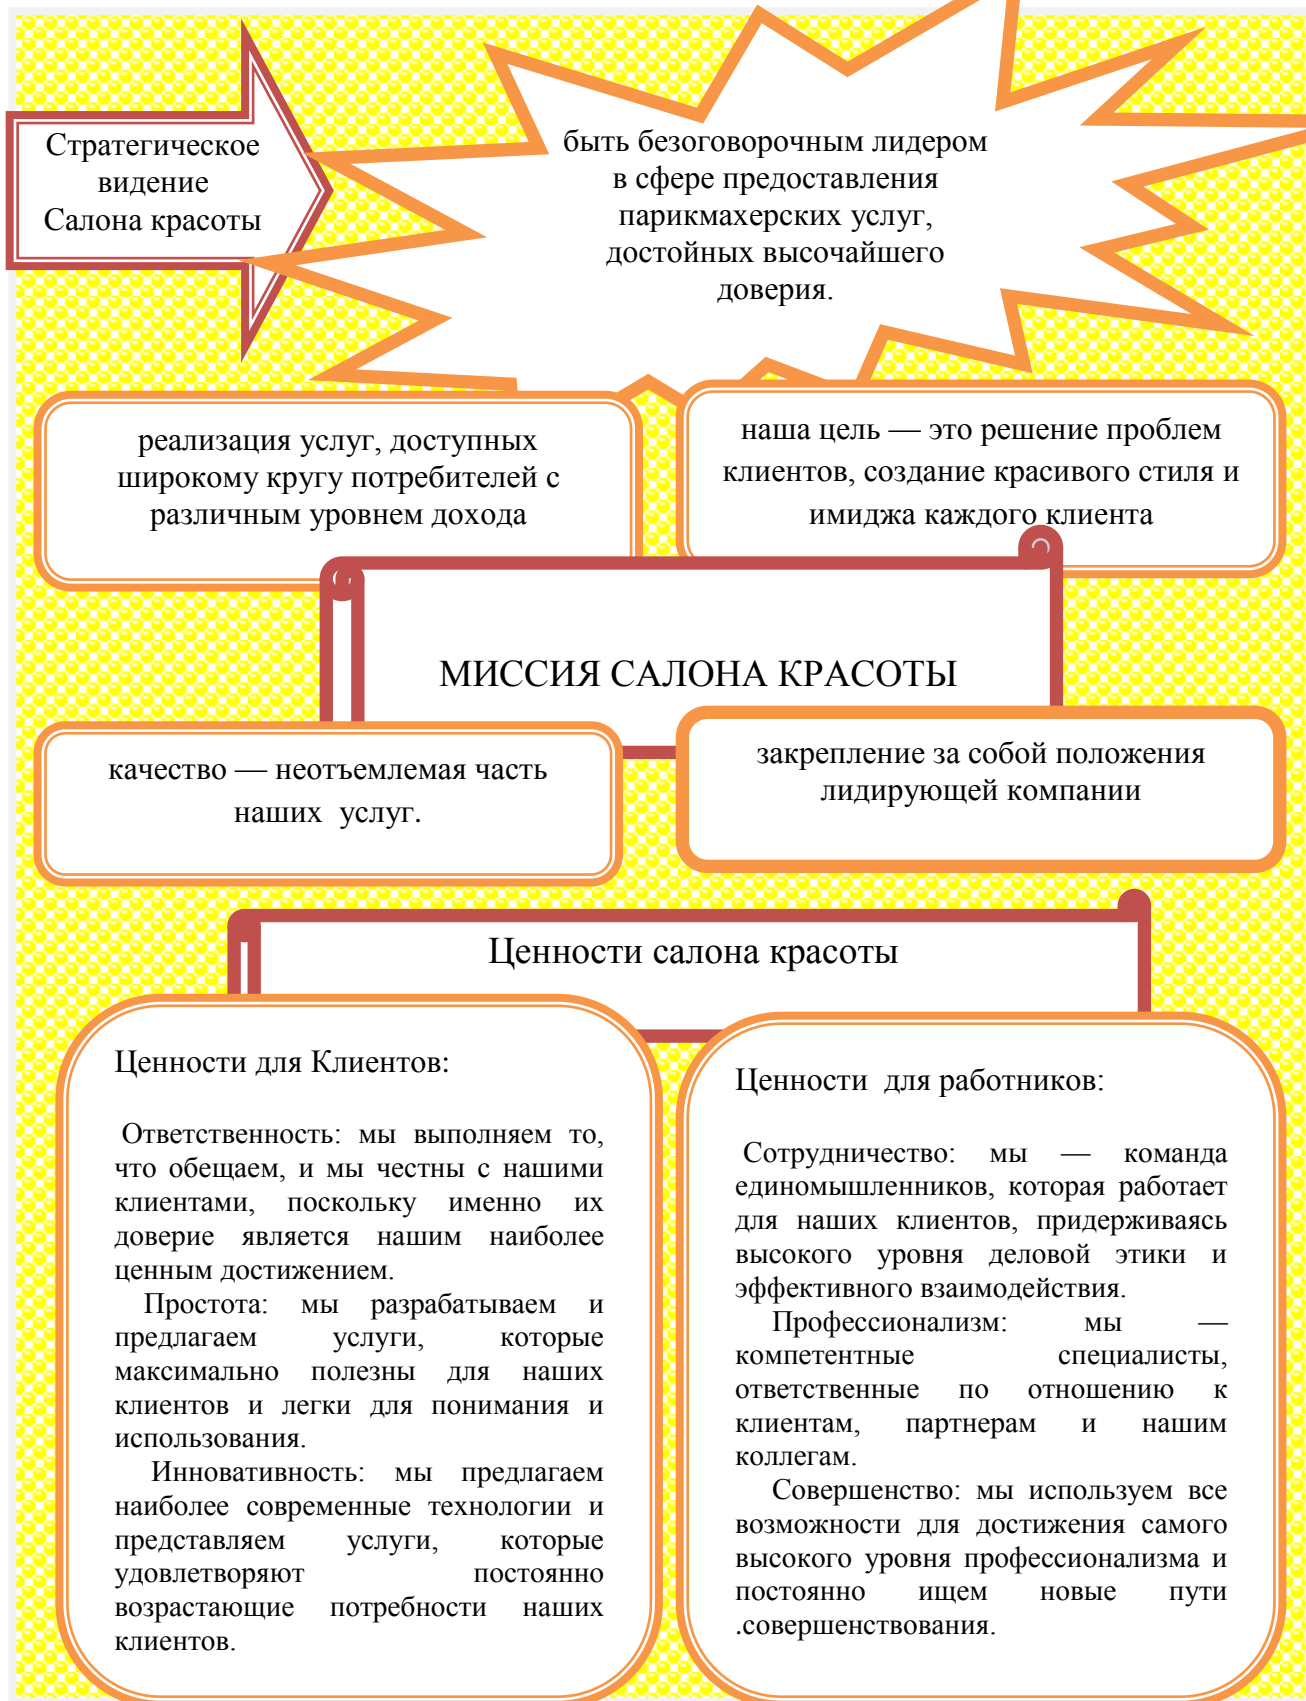 Стратегическое
видение
Салона красоты
быть безоговорочным лидером
в сфере предоставления
парикмахерских услуг,
достойных высочайшего
доверия.
реализация услуг, доступных
широкому кругу потребителей с
различным уровнем дохода
наша цель — это решение проблем
клиентов, создание красивого стиля и
имиджа каждого клиента
МИССИЯ САЛОНА КРАСОТЫ
качество — неотъемлемая часть
наших услуг.
закрепление за собой положения
лидирующей компании
Ценности салона красоты
Ценности для Клиентов:
Ответственность: мы выполняем то,
что обещаем, и мы честны с нашими
клиентами, поскольку именно их
доверие является нашим наиболее
ценным достижением.
Простота: мы разрабатываем и
предлагаем услуги, которые
максимально полезны для наших
клиентов и легки для понимания и
использования.
Инновативность: мы предлагаем
наиболее современные технологии и
представляем услуги, которые
удовлетворяют постоянно
возрастающие потребности наших
клиентов.
Ценности для работников:
Сотрудничество: мы — команда
единомышленников, которая работает
для наших клиентов, придерживаясь
высокого уровня деловой этики и
эффективного взаимодействия.
Профессионализм: мы —
компетентные специалисты,
ответственные по отношению к
клиентам, партнерам и нашим
коллегам.
Совершенство: мы используем все
возможности для достижения самого
высокого уровня профессионализма и
постоянно ищем новые пути
.совершенствования.